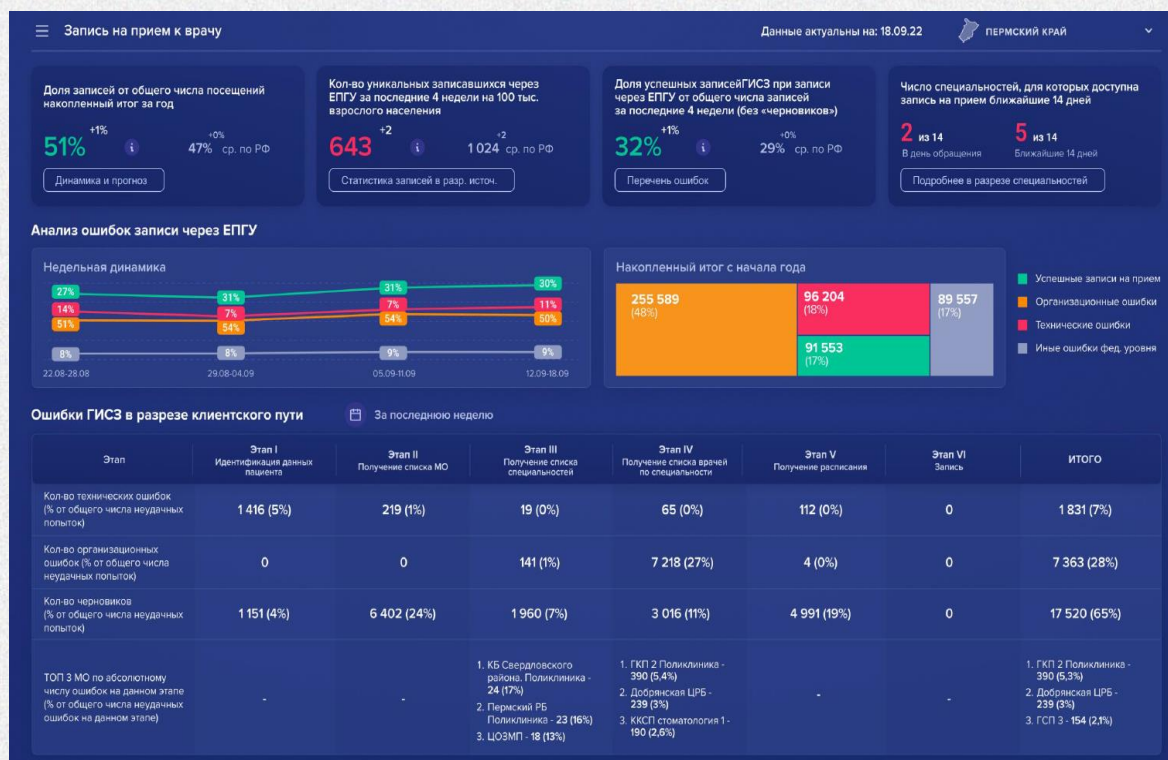 Запись на прием к врачу
Данные актуальны на: 18.09.22
ПЕРМСКИЙ КРАЙ
Доля записей от общего числа посещений
накопленный итог за год
51% +1%
i
+0%
47% ср. по РФ
Динамика и прогноз
Кол-во уникальных записавшихся через
ЕПГУ за последние 4 недели на 100 тыс.
взрослого населения
643 +2
i
+2
1 024 ср. по РФ
Статистика записей в разр. источ.
Доля успешных записейГИСЗ при записи
через ЕПГУ от общего числа записей
за последние 4 недели (без «черновиков»)
32% +1%
i
+0%
29% ср. по РФ
Перечень ошибок
Число специальностей, для которых доступна
запись на прием ближайшие 14 дней
2 из 14
В день обращения
5 из 14
Ближайшие 14 дней
Подробнее в разрезе специальностей
Анализ ошибок записи через ЕПГУ
Недельная динамика
27% 31% 31% 30%
14% 7% 7% 11%
51% 54% 54% 50%
8% 8% 9% 9%
22.08-28.08 29.08-04.09 05.09-11.09 12.09-18.09
Накопленный итог с начала года
255 589
(48%)
96 204
(18%)
91 553
(17%)
89 557
(17%)
Успешные записи на прием
Организационные ошибки
Технические ошибки
Иные ошибки фед. уровня
Ошибки ГИСЗ в разрезе клиентского пути
За последнюю неделю
Этап
Этап I
Идентификация данных
пациента
Этап II
Получение списка МО
Этап III
Получение списка
специальностей
Этап IV
Получение списка врачей
по специальности
Этап V
Получение расписания
Этап VI
Запись
ИТОГО
Кол-во технических ошибок
(% от общего числа неудачных
попыток)
1 416 (5%) 219 (1%) 19 (0%) 65 (0%) 112 (0%) 0 1 831 (7%)
Кол-во организационных
ошибок (% от общего числа
неудачных попыток)
0 0 141 (1%) 7 218 (27%) 4 (0%) 0 7 363 (28%)
Кол-во черновиков
(% от общего числа неудачных
попыток)
1 151 (4%) 6 402 (24%) 1 960 (7%) 3 016 (11%) 4 991 (19%) 0 17 520 (65%)
ТОП 3 МО по абсолютному
числу ошибок на данном этапе
(% от общего числа неудачных
ошибок на данном этапе)
-
-
1. КБ Свердловского
района. Поликлиника -
24 (17%)
2. Пермский РБ
Поликлиника - 23 (16%)
3. ЦОЗМП - 18 (13%)
1. ГКП 2 Поликлиника -
390 (5,4%)
2. Добрянская ЦРБ -
239 (3%)
3. ККСП стоматология 1 -
190 (2,6%)
-
-
1. ГКП 2 Поликлиника -
390 (5,3%)
2. Добрянская ЦРБ -
239 (3%)
3. ГСП 3 - 154 (2,1%)